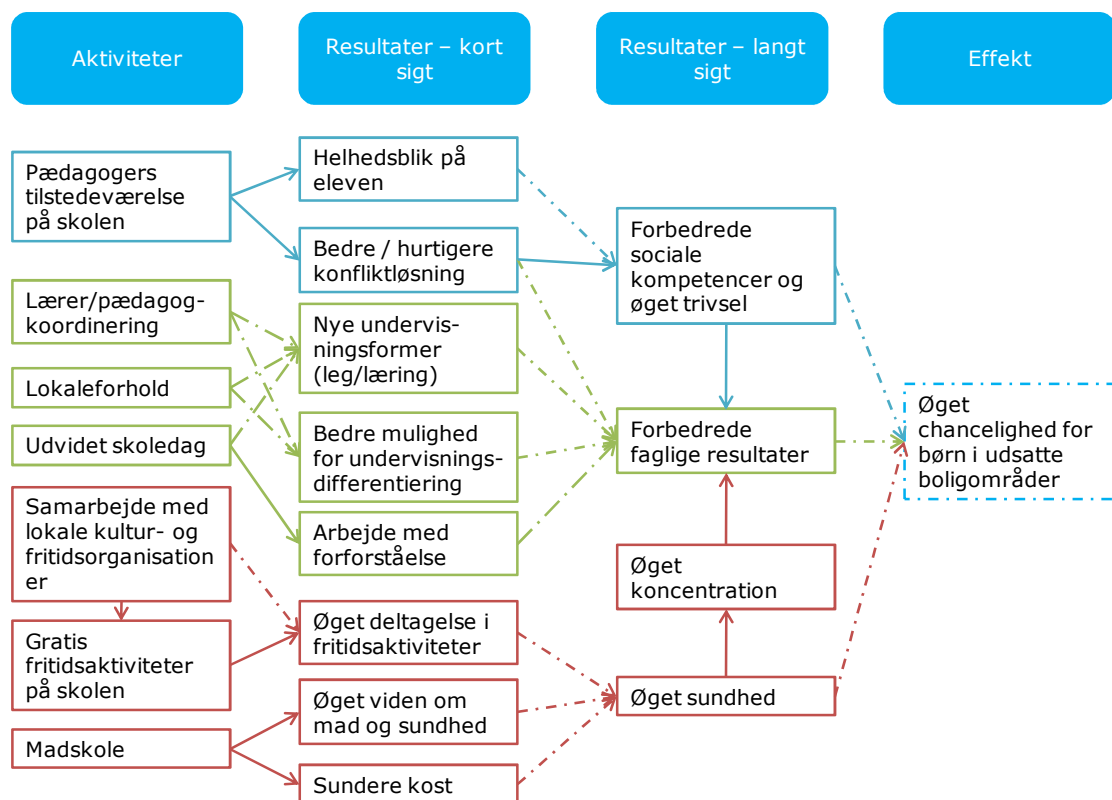 Aktiviteter
Resultater – kort
sigt
Resultater – langt
sigt
Effekt
Pædagogers
tilstedeværelse
på skolen
Lærer/pædagog-
koordinering
Lokaleforhold
Udvidet skoledag
Samarbejde med
lokale kultur- og
fritidsorganisation
er
Gratis
fritidsaktiviteter
på skolen
Madskole
Helhedsblik på
eleven
Bedre / hurtigere
konfliktløsning
Nye undervis-
ningsformer
(leg/læring)
Bedre mulighed
for undervisnings-
differentiering
Arbejde med
forforståelse
Øget deltagelse i
fritidsaktiviteter
Øget viden om
mad og sundhed
Sundere kost
Forbedrede
sociale
kompetencer og
øget trivsel
Forbedrede
faglige resultater
Øget
koncentration
Øget sundhed
Øget
chancelighed for
børn i udsatte
boligområder